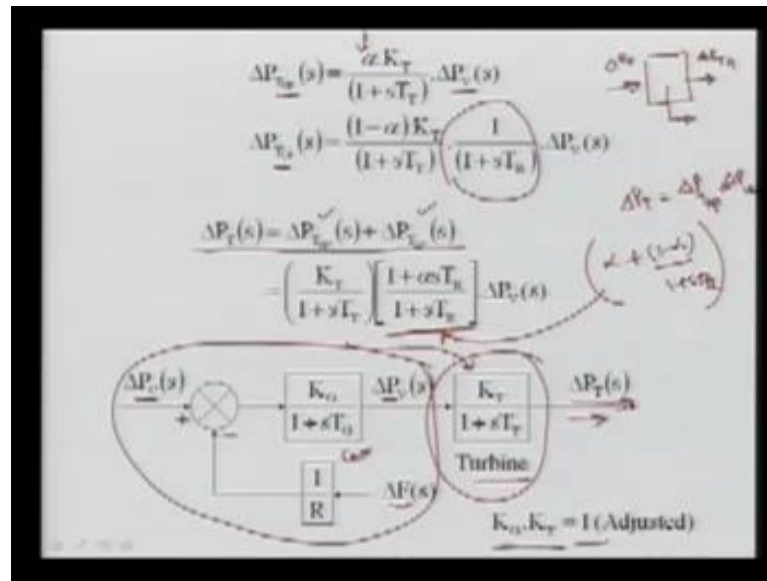 ΔP_THP(s) = αK_T / (1 + sT_T) . ΔP_V(s)
ΔP_TLP(s) = (1 − α)K_T / (1 + sT_T) . 1 / (1 + sT_R) . ΔP_V(s)
ΔP_T(s) = ΔP_THP(s) + ΔP_TLP(s)
ΔP_T =
( α + (1-α) / 1+sT_R )
= (K_T / 1 + sT_T) [1 + αsT_R / 1 + sT_R] ΔP_V(s)
ΔP_C(s) + − K_G / 1 + sT_G ΔP_V(s) K_T / 1 + sT_T ΔP_T(s)
Turbine
1 / R ΔF(s)
K_G.K_T = 1 (Adjusted)